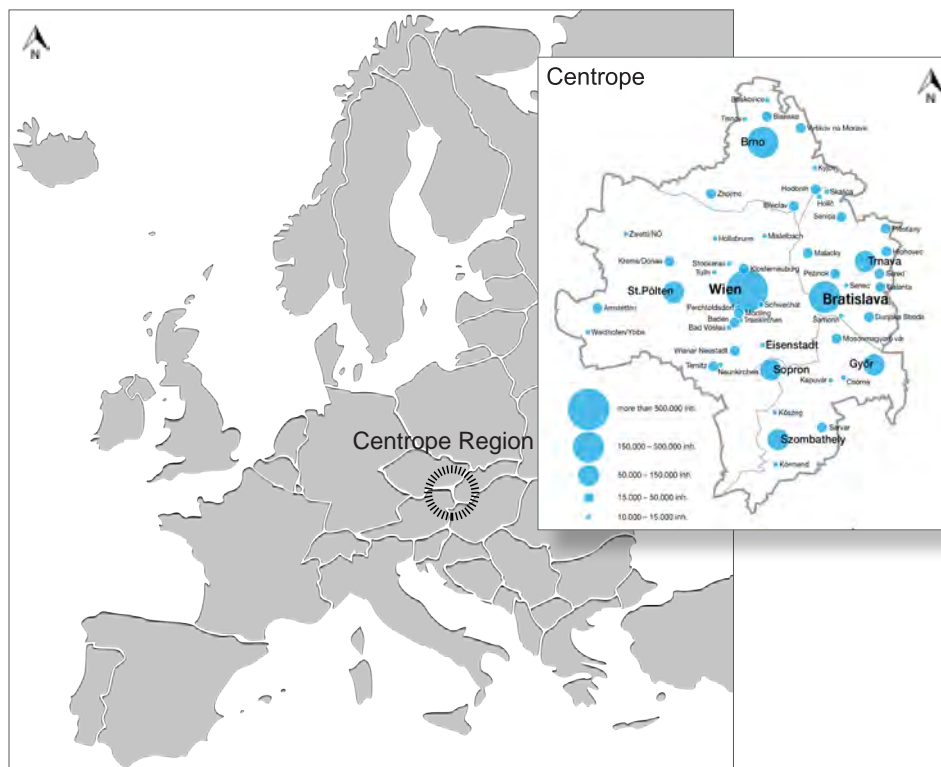 N
Centrope Region
Centrope
N
Blansko
Vyškov na Moravě
Brno
Kyjov
Znojmo
Hodonín
Skalica
Holíč
Břeclav
Senica
Piešťany
Zwettl/NÖ
Hollabrunn
Mistelbach
Hlohovec
Malacky
Trnava
Krems/Donau
Stockerau
Klosterneuburg
Tulln
Pezinok
Sereď
Senec
Galanta
Wien
St.Pölten
Bratislava
Schwechat
Perchtoldsdorf
Amstetten
Mödling
Baden
Traiskirchen
Šamorín
Dunjaka Streda
Bad Vöslau
Waidhofen/Ybbs
Mosonmagyaróvár
Eisenstadt
Wiener Neustadt
Győr
Ternitz
Neunkirchen
Sopron
Kapuvár
Csorna
Kőszeg
Sárvár
Szombathely
Körmend
more than 500.000 inh.
150.000 – 500.000 inh.
50.000 – 150.000 inh.
15.000 – 50.000 inh.
10.000 – 15.000 inh.